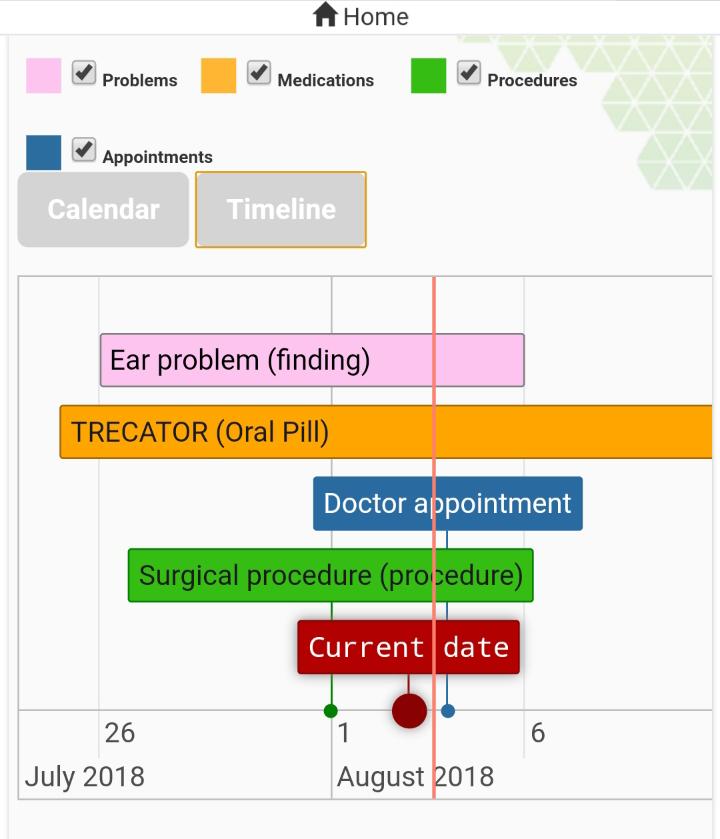 Home
Problems Medications Procedures
Appointments
Calendar Timeline
Ear problem (finding)
TRECATOR (Oral Pill)
Doctor appointment
Surgical procedure (procedure)
Current date
26 1 6
July 2018 August 2018